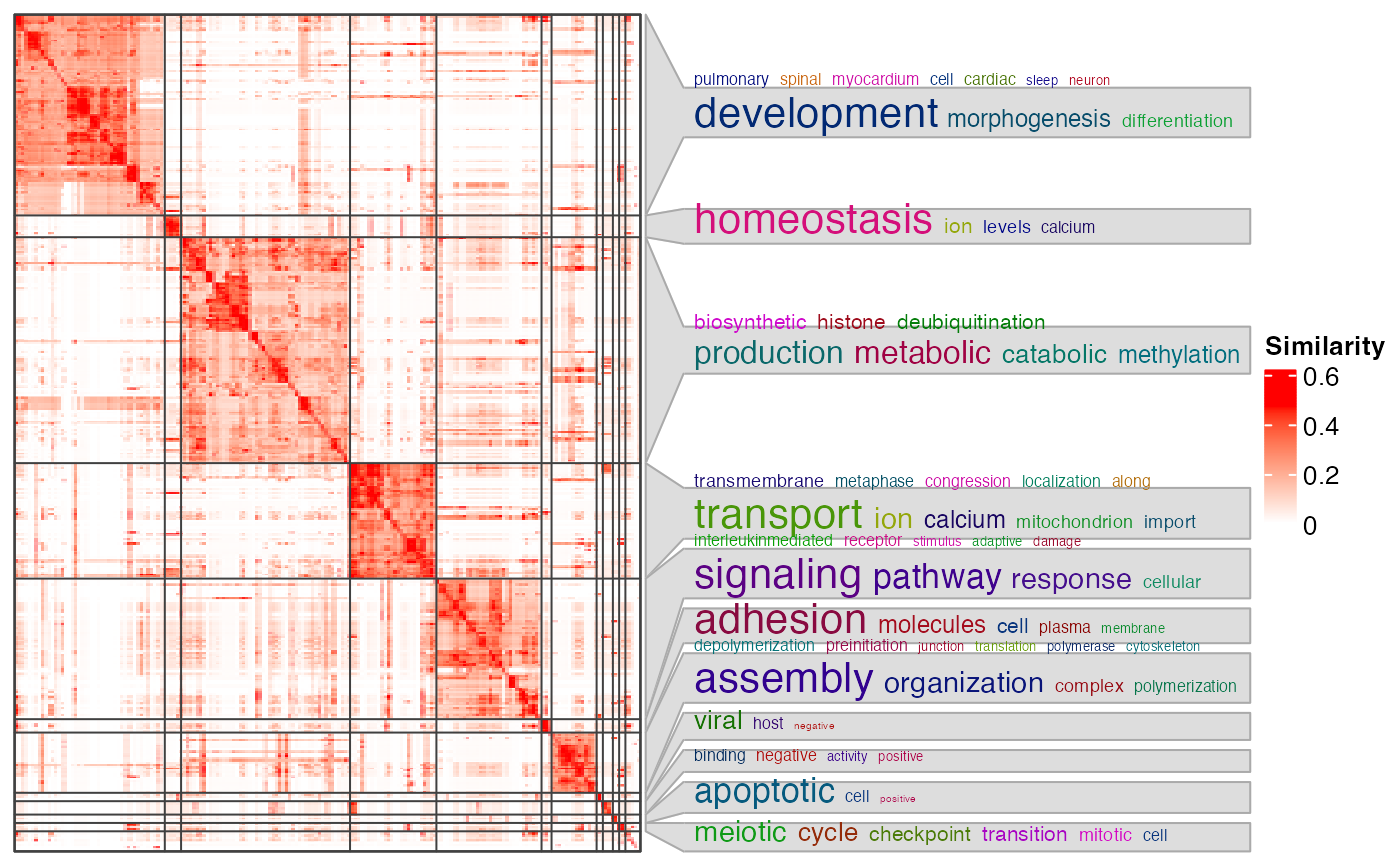 pulmonary spinal myocardium cell cardiac sleep neuron
development morphogenesis differentiation
homeostasis ion levels calcium
biosynthetic histone deubiquitination
production metabolic catabolic methylation
Similarity
0.6
0.4
0.2
0
transmembrane metaphase congression localization along
transport ion calcium mitochondrion import
interleukinmediated receptor stimulus adaptive damage
signaling pathway response cellular
adhesion molecules cell plasma membrane
depolymerization preinitiation junction translation polymerase cytoskeleton
assembly organization complex polymerization
viral host negative
binding negative activity positive
apoptotic cell positive
meiotic cycle checkpoint transition mitotic cell